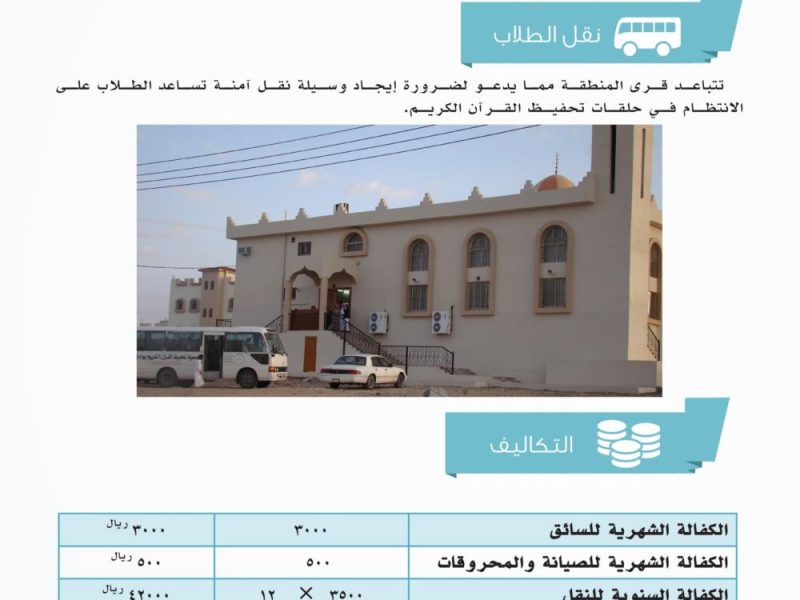 نقل الطلاب
تتباعد قرى المنطقة مما يدعو لضرورة إيجاد وسيلة نقل آمنة تساعد الطلاب على
الانتظام في حلقات تحفيظ القرآن الكريم.
التكاليف
الكفالة الشهرية للسائق ٣٠٠٠ ٣٠٠٠ ريال
الكفالة الشهرية للصيانة والمحروقات ٥٠٠ ٥٠٠ ريال
الكفالة السنوية للنقل ٣٥٠٠ × ١٢ ٤٢٠٠٠ ريال